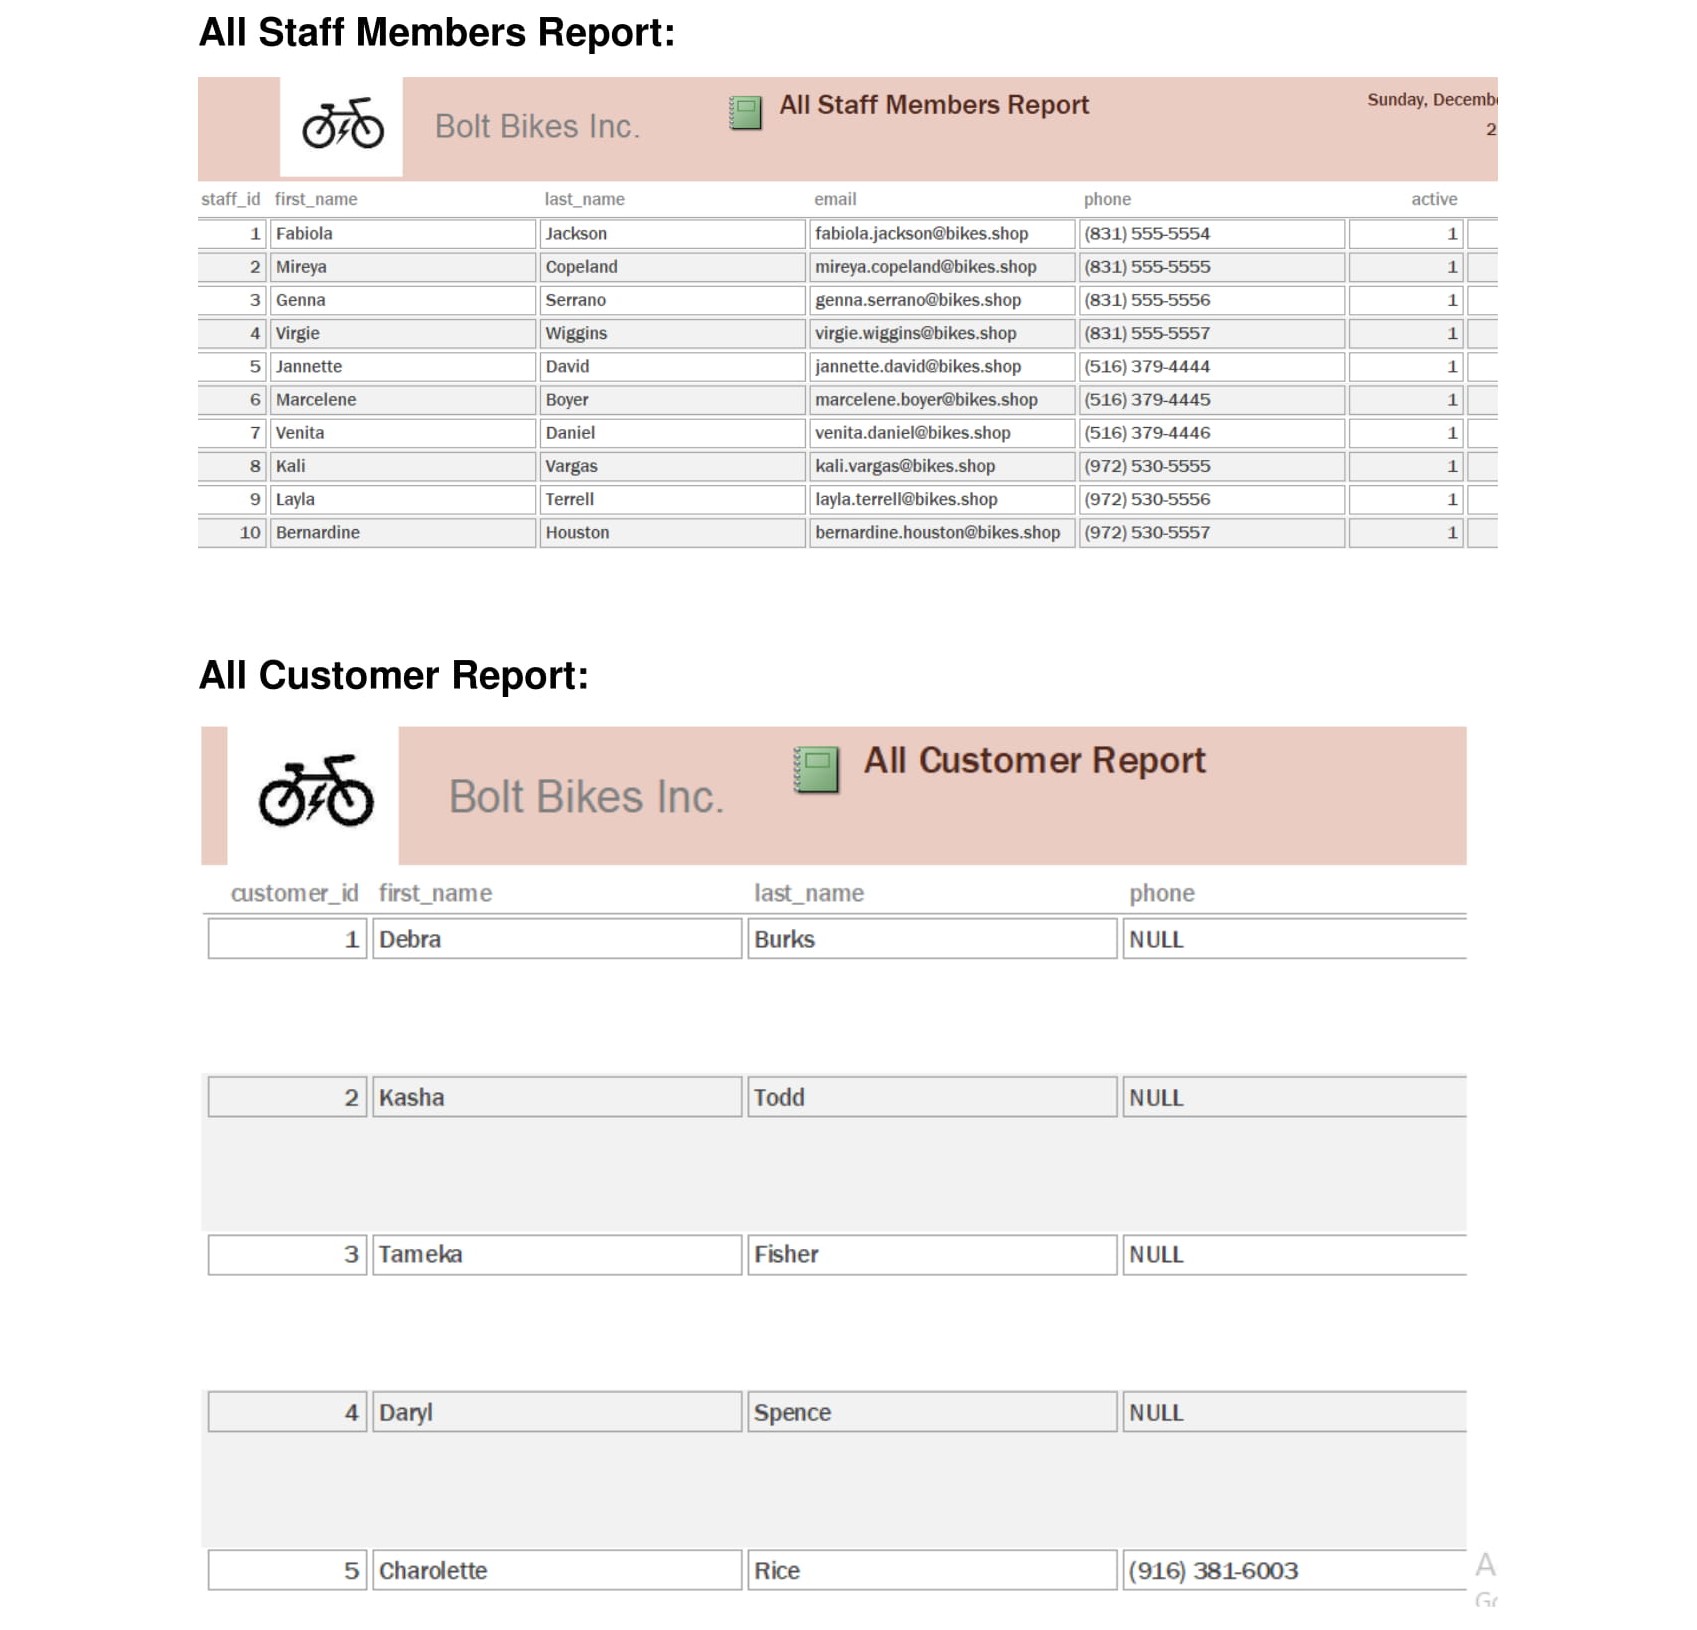 All Staff Members Report:
Bolt Bikes Inc.
All Staff Members Report
Sunday, Decemb
2
staff_id first_name last_name email phone active
1 Fabiola Jackson fabiola.jackson@bikes.shop (831) 555-5554 1
2 Mireya Copeland mireya.copeland@bikes.shop (831) 555-5555 1
3 Genna Serrano genna.serrano@bikes.shop (831) 555-5556 1
4 Virgie Wiggins virgie.wiggins@bikes.shop (831) 555-5557 1
5 Jannette David jannette.david@bikes.shop (516) 379-4444 1
6 Marcelene Boyer marcelene.boyer@bikes.shop (516) 379-4445 1
7 Venita Daniel venita.daniel@bikes.shop (516) 379-4446 1
8 Kali Vargas kali.vargas@bikes.shop (972) 530-5555 1
9 Layla Terrell layla.terrell@bikes.shop (972) 530-5556 1
10 Bernardine Houston bernardine.houston@bikes.shop (972) 530-5557 1
All Customer Report:
Bolt Bikes Inc.
All Customer Report
customer_id first_name last_name phone
1 Debra Burks NULL
2 Kasha Todd NULL
3 Tameka Fisher NULL
4 Daryl Spence NULL
5 Charolette Rice (916) 381-6003
A